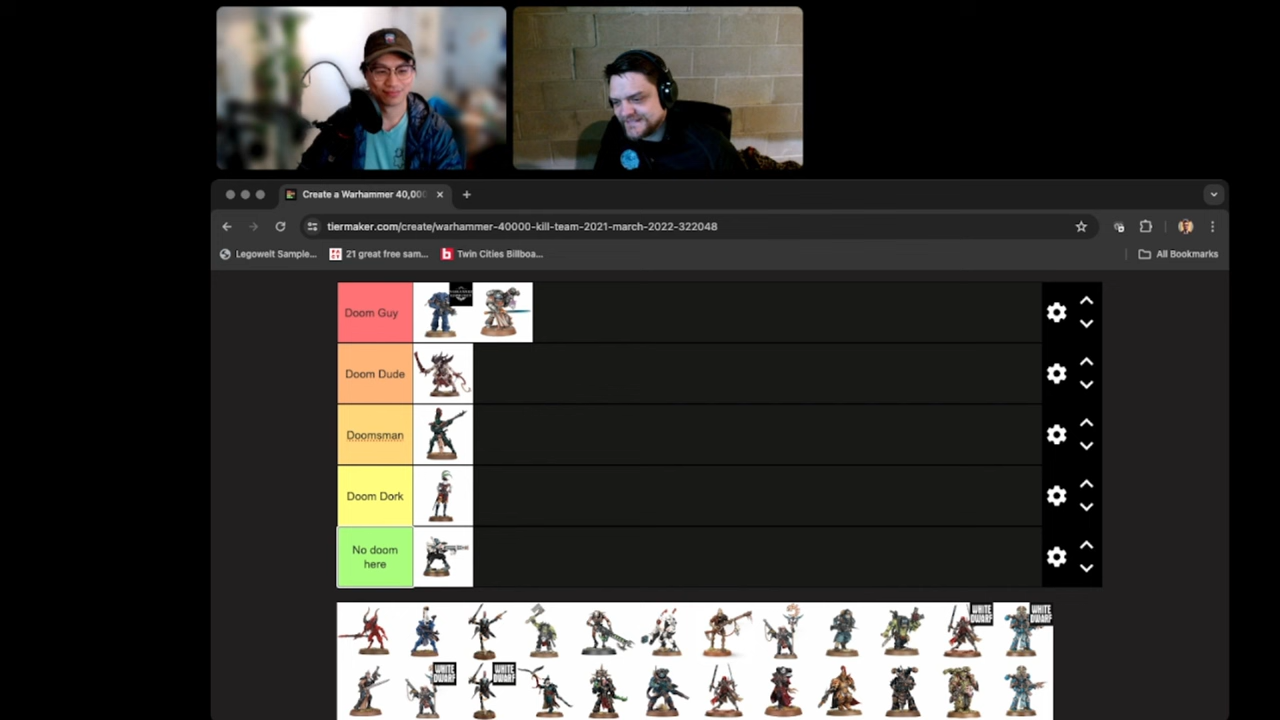 Create a Warhammer 40,00
tiermaker.com/create/warhammer-40000-kill-team-2021-march-2022-322048
Legowelt Sample...
21 great free sam...
Twin Cities Billboa...
All Bookmarks
Doom Guy
Doom Dude
Doomsman
Doom Dork
No doom
here
WHITE
DWARF
WHITE
DWARF
WHITE
DWARF
WHITE
DWARF